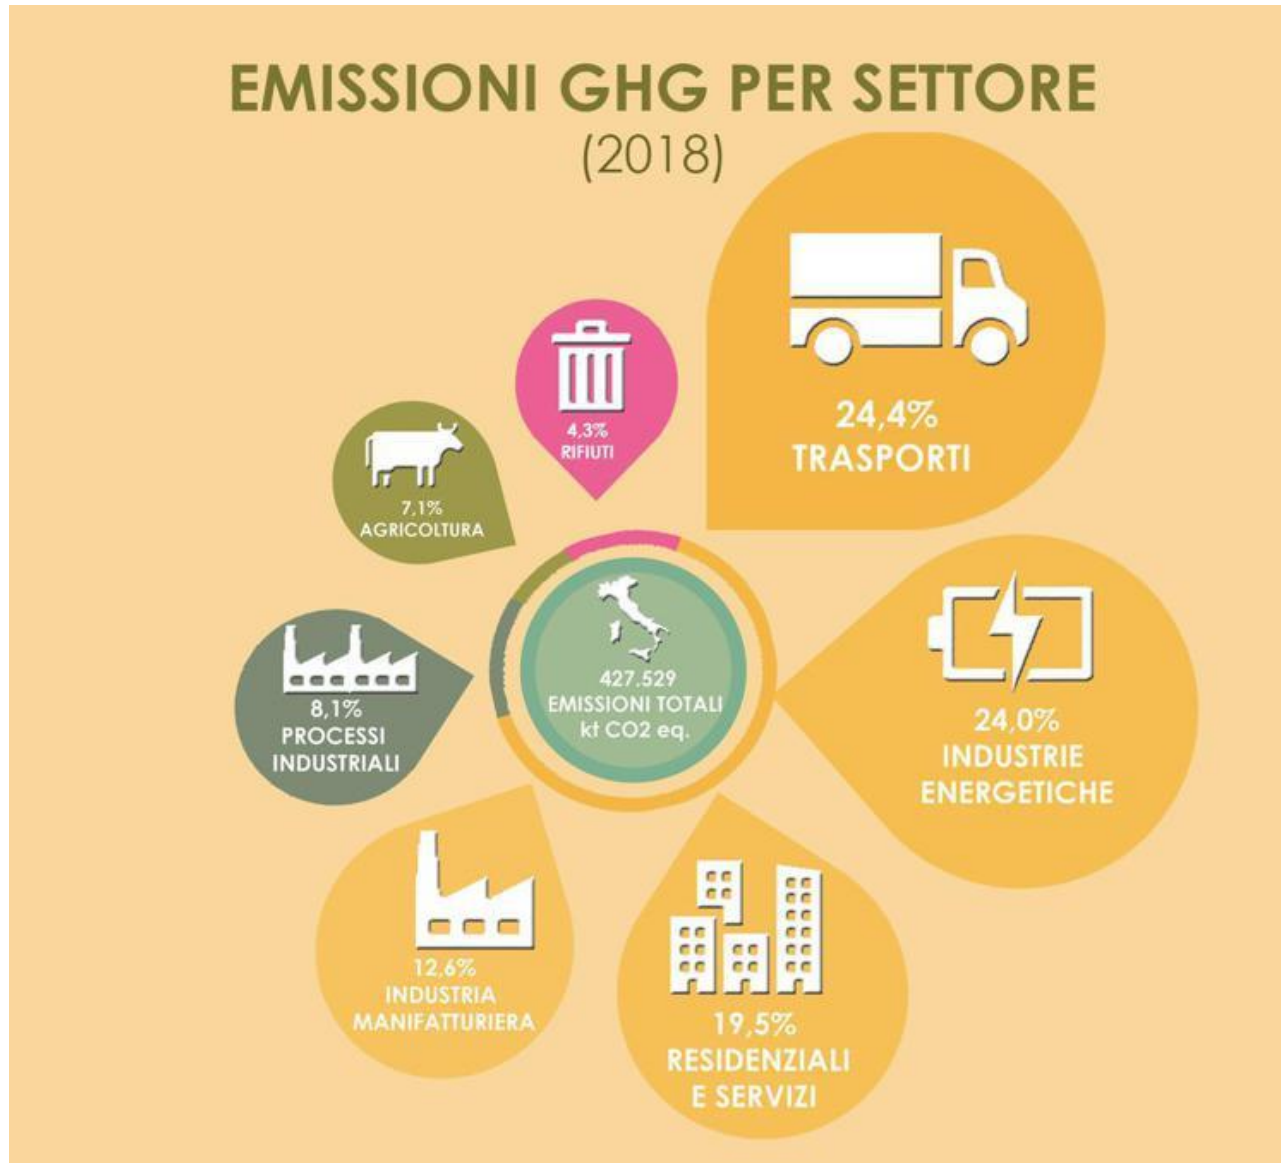 EMISSIONI GHG PER SETTORE
(2018)
24,4%
TRASPORTI
4,3%
RIFIUTI
7,1%
AGRICOLTURA
24,0%
INDUSTRIE
ENERGETICHE
427.529
EMISSIONI TOTALI
kt CO2 eq.
8,1%
PROCESSI
INDUSTRIALI
12,6%
INDUSTRIA
MANIFATTURIERA
19,5%
RESIDENZIALI
E SERVIZI